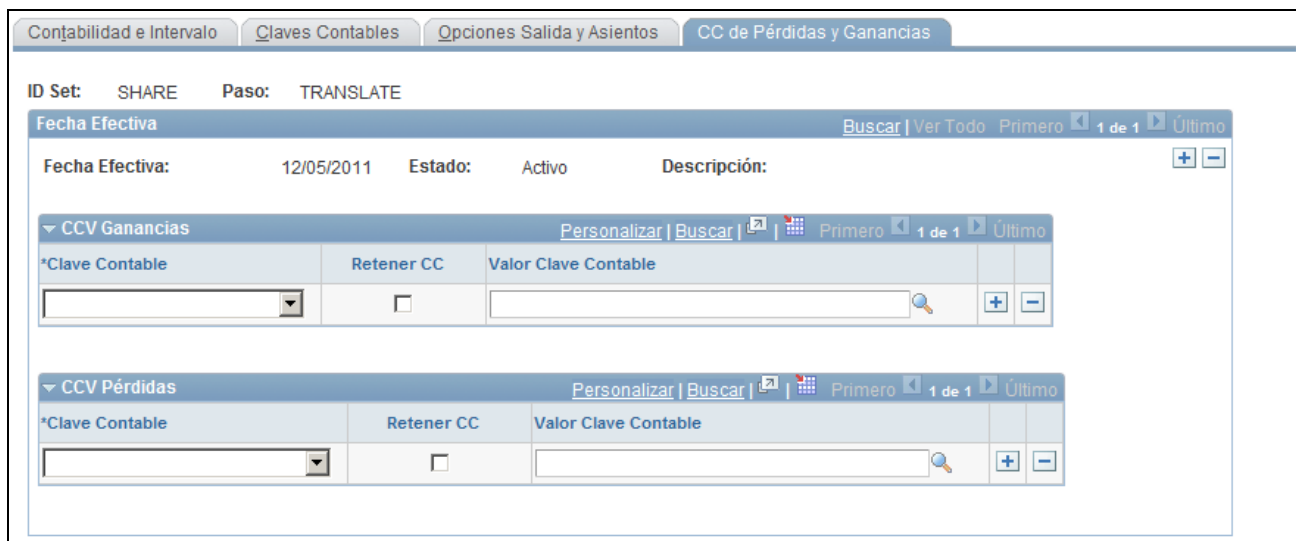 Contabilidad e Intervalo Claves Contables Opciones Salida y Asientos CC de Pérdidas y Ganancias
ID Set: SHARE Paso: TRANSLATE
Fecha Efectiva Buscar | Ver Todo Primero 1 de 1 Último
Fecha Efectiva: 12/05/2011 Estado: Activo Descripción:
CCV Ganancias Personalizar | Buscar | | Primero 1 de 1 Último
*Clave Contable Retener CC Valor Clave Contable
CCV Pérdidas Personalizar | Buscar | | Primero 1 de 1 Último
*Clave Contable Retener CC Valor Clave Contable